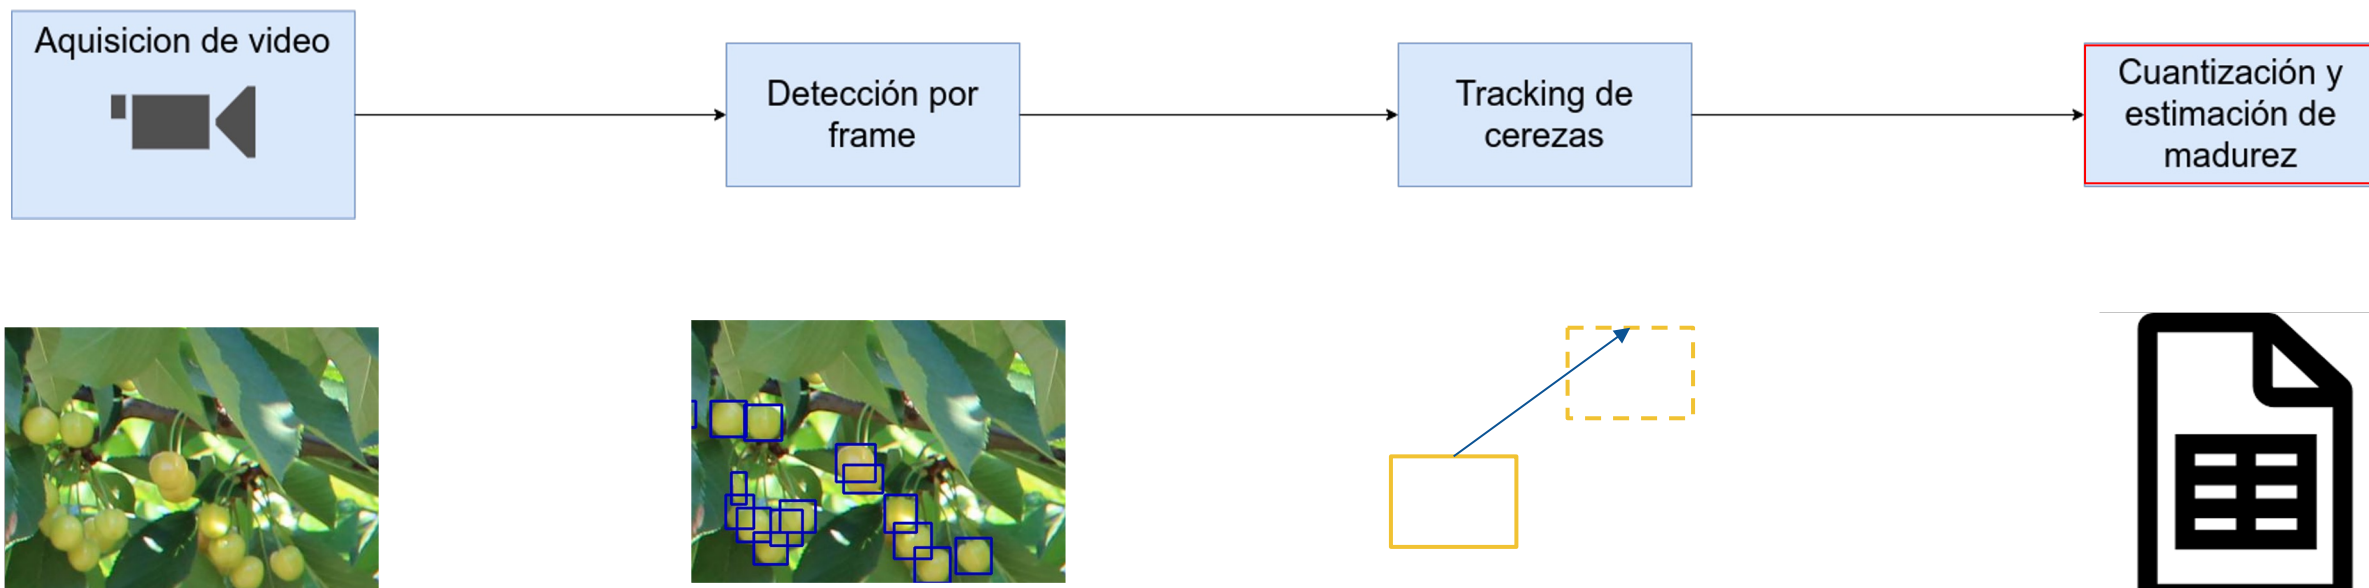 Aquisicion de video
Detección por
frame
Tracking de
cerezas
Cuantización y
estimación de
madurez